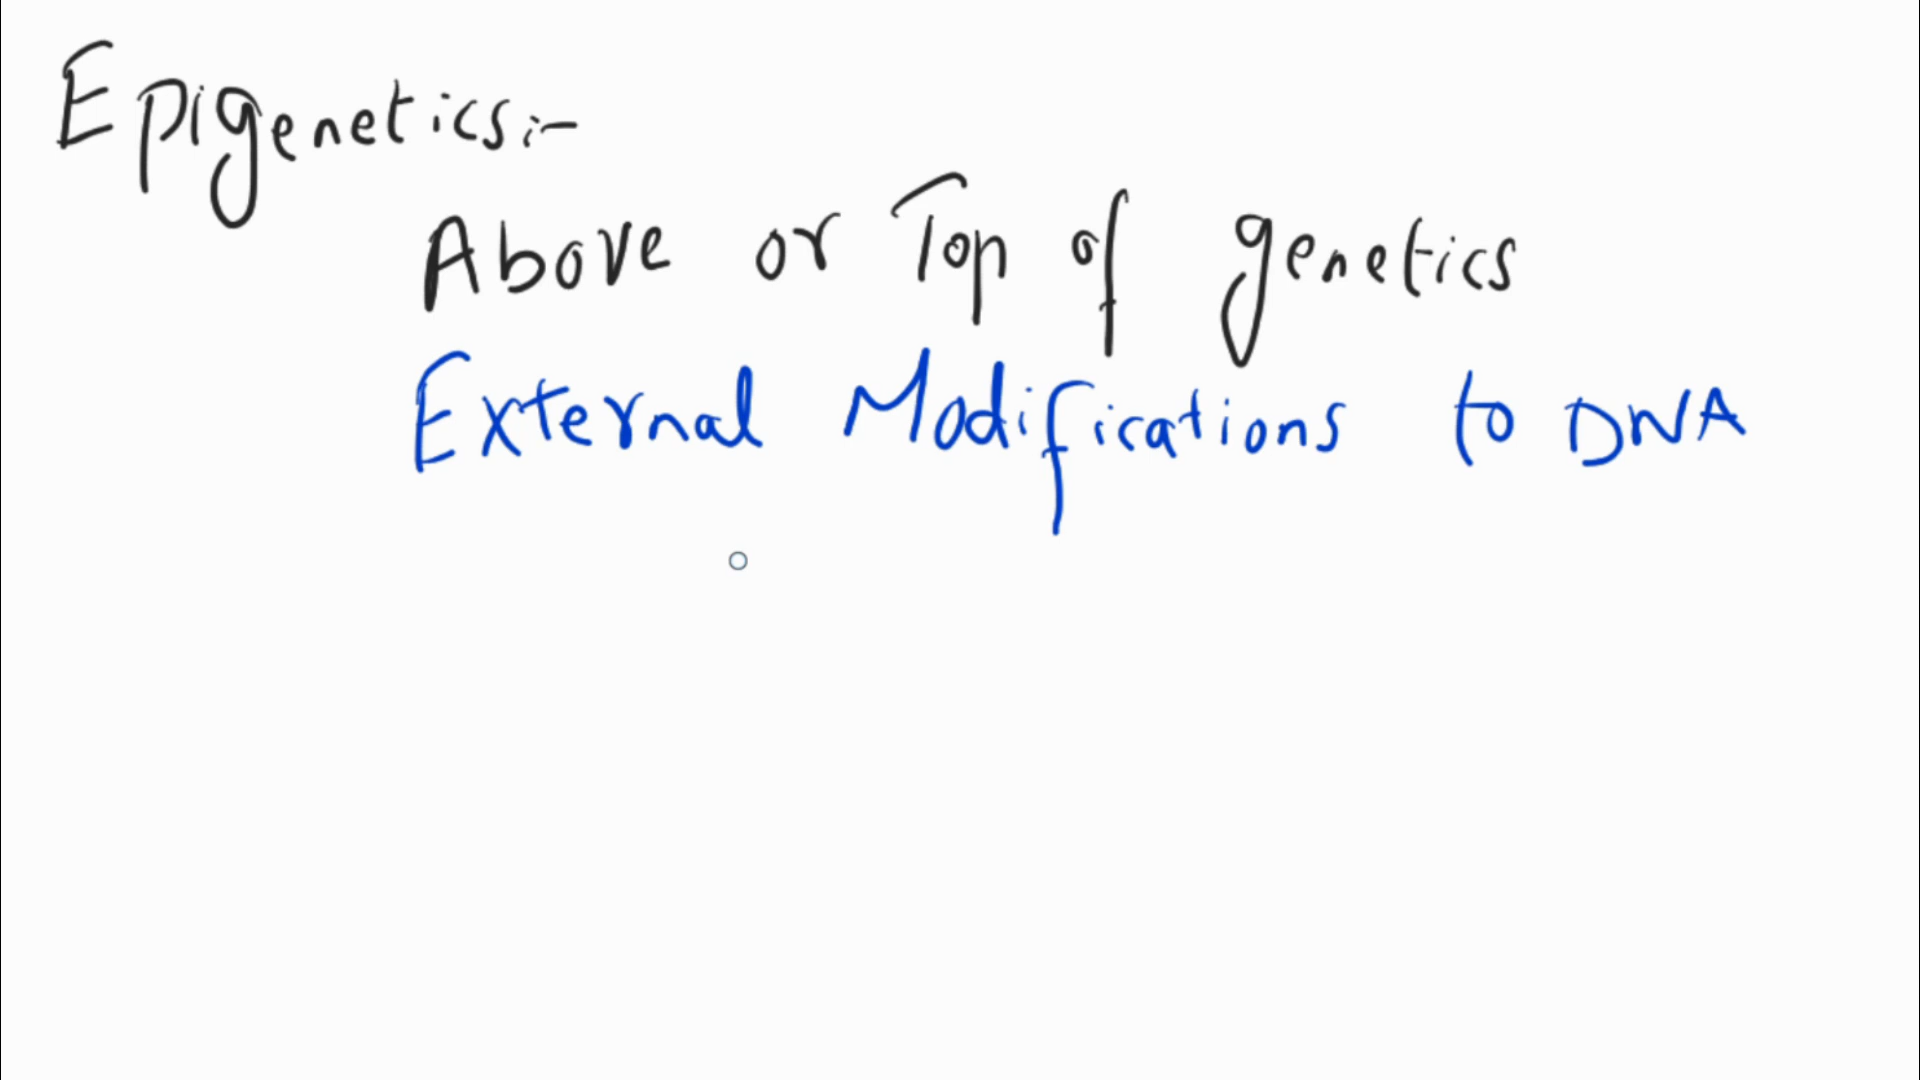 Epigenetics:-
Above or Top of genetics
External Modifications to DNA